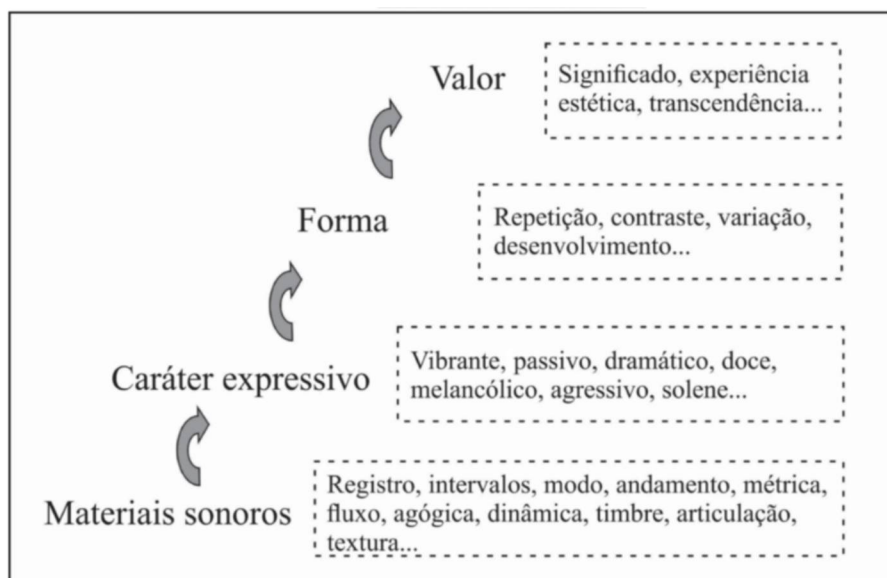 Valor
Significado, experiência
estética, transcendência...
Forma
Repetição, contraste, variação,
desenvolvimento...
Caráter expressivo
Vibrante, passivo, dramático, doce,
melancólico, agressivo, solene...
Materiais sonoros
Registro, intervalos, modo, andamento, métrica,
fluxo, agógica, dinâmica, timbre, articulação,
textura...